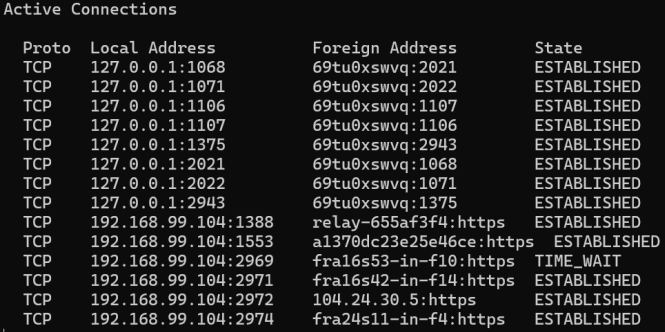 Active Connections
Proto Local Address Foreign Address State
TCP 127.0.0.1:1068 69tu0xswvq:2021 ESTABLISHED
TCP 127.0.0.1:1071 69tu0xswvq:2022 ESTABLISHED
TCP 127.0.0.1:1106 69tu0xswvq:1107 ESTABLISHED
TCP 127.0.0.1:1107 69tu0xswvq:1106 ESTABLISHED
TCP 127.0.0.1:1375 69tu0xswvq:2943 ESTABLISHED
TCP 127.0.0.1:2021 69tu0xswvq:1068 ESTABLISHED
TCP 127.0.0.1:2022 69tu0xswvq:1071 ESTABLISHED
TCP 127.0.0.1:2943 69tu0xswvq:1375 ESTABLISHED
TCP 192.168.99.104:1388 relay-655af3f4:https ESTABLISHED
TCP 192.168.99.104:1553 a1370dc23e25e46ce:https ESTABLISHED
TCP 192.168.99.104:2969 fra16s53-in-f10:https TIME_WAIT
TCP 192.168.99.104:2971 fra16s42-in-f14:https ESTABLISHED
TCP 192.168.99.104:2972 104.24.30.5:https ESTABLISHED
TCP 192.168.99.104:2974 fra24s11-in-f4:https ESTABLISHED